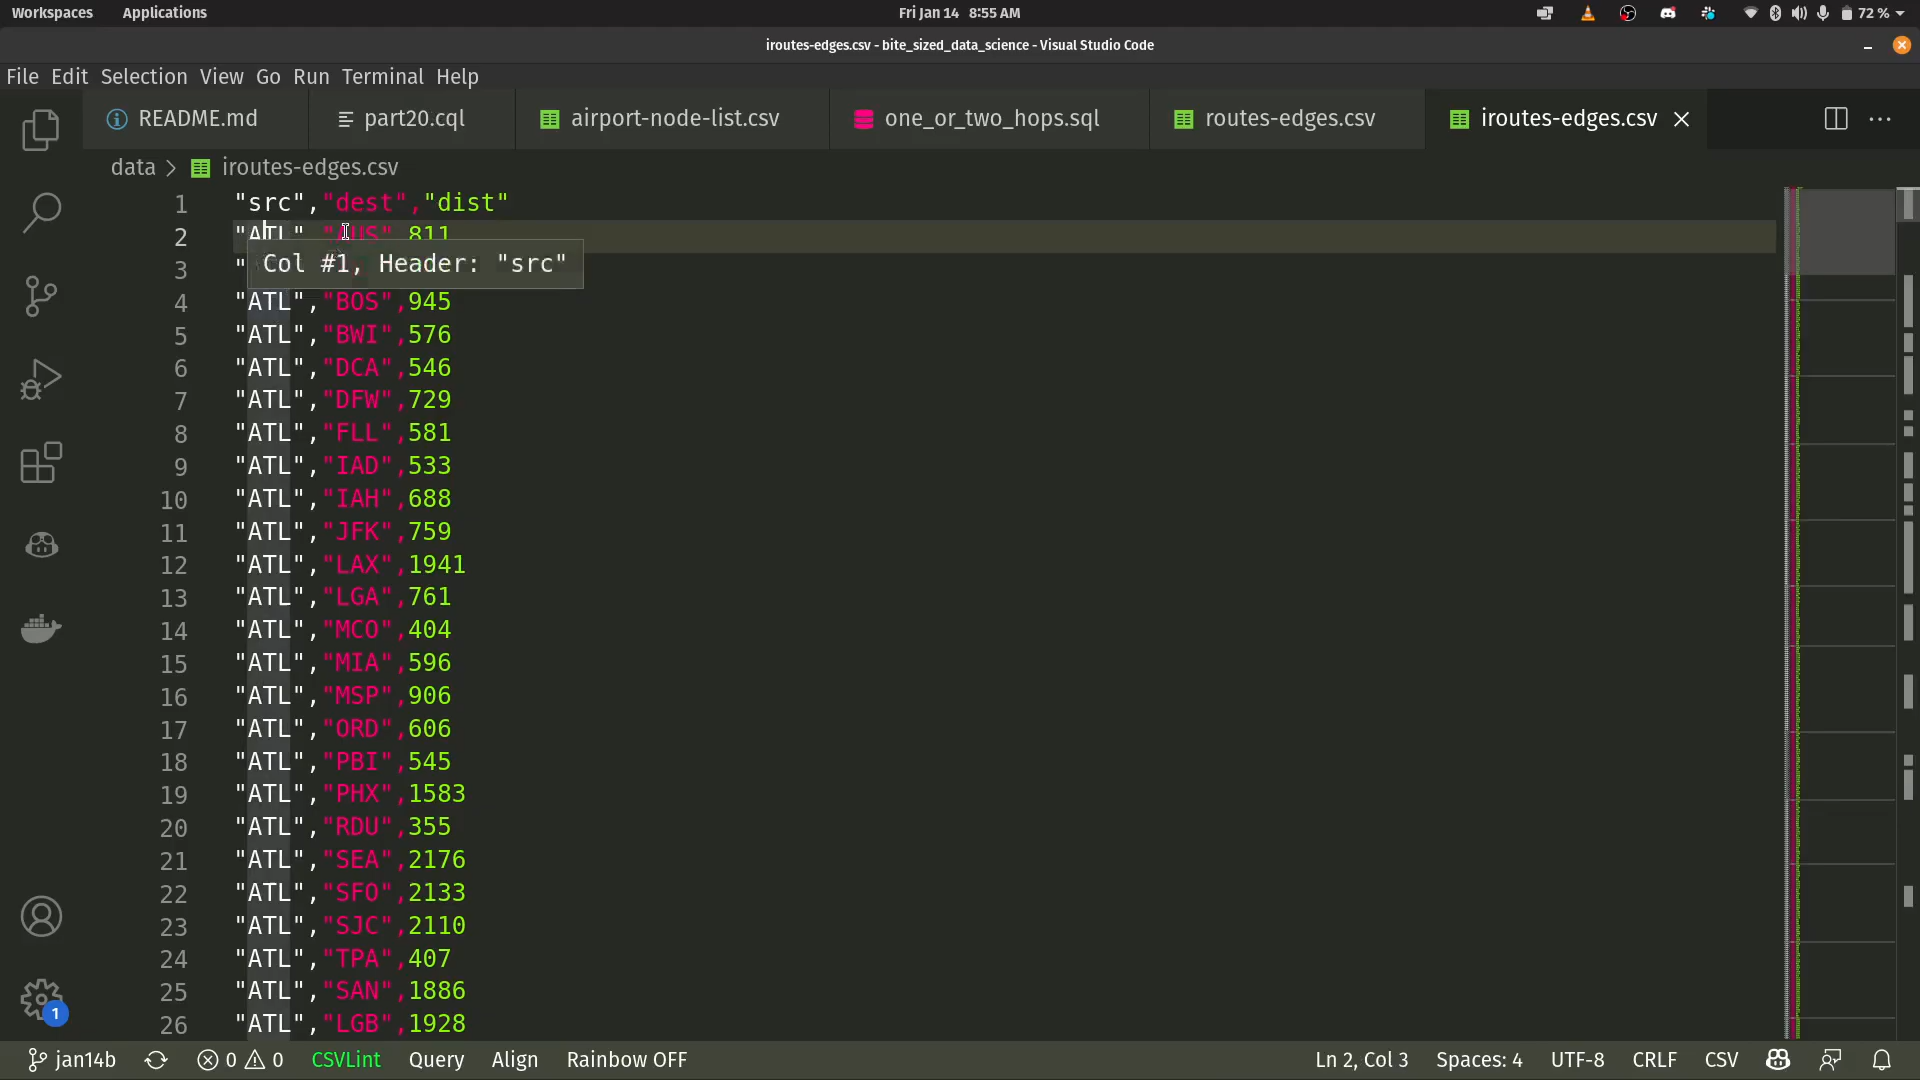 Workspaces Applications Fri Jan 14 8:55 AM 72 %
iroutes-edges.csv - bite_sized_data_science - Visual Studio Code
File Edit Selection View Go Run Terminal Help
README.md part20.cql airport-node-list.csv one_or_two_hops.sql routes-edges.csv iroutes-edges.csv
data > iroutes-edges.csv
1 "src","dest","dist"
2 "ATL","AUS",811
3 "
Col #1, Header: "src"
4 "ATL","BOS",945
5 "ATL","BWI",576
6 "ATL","DCA",546
7 "ATL","DFW",729
8 "ATL","FLL",581
9 "ATL","IAD",533
10 "ATL","IAH",688
11 "ATL","JFK",759
12 "ATL","LAX",1941
13 "ATL","LGA",761
14 "ATL","MCO",404
15 "ATL","MIA",596
16 "ATL","MSP",906
17 "ATL","ORD",606
18 "ATL","PBI",545
19 "ATL","PHX",1583
20 "ATL","RDU",355
21 "ATL","SEA",2176
22 "ATL","SFO",2133
23 "ATL","SJC",2110
24 "ATL","TPA",407
25 "ATL","SAN",1886
26 "ATL","LGB",1928
1
jan14b 0 0 CSVLint Query Align Rainbow OFF Ln 2, Col 3 Spaces: 4 UTF-8 CRLF CSV